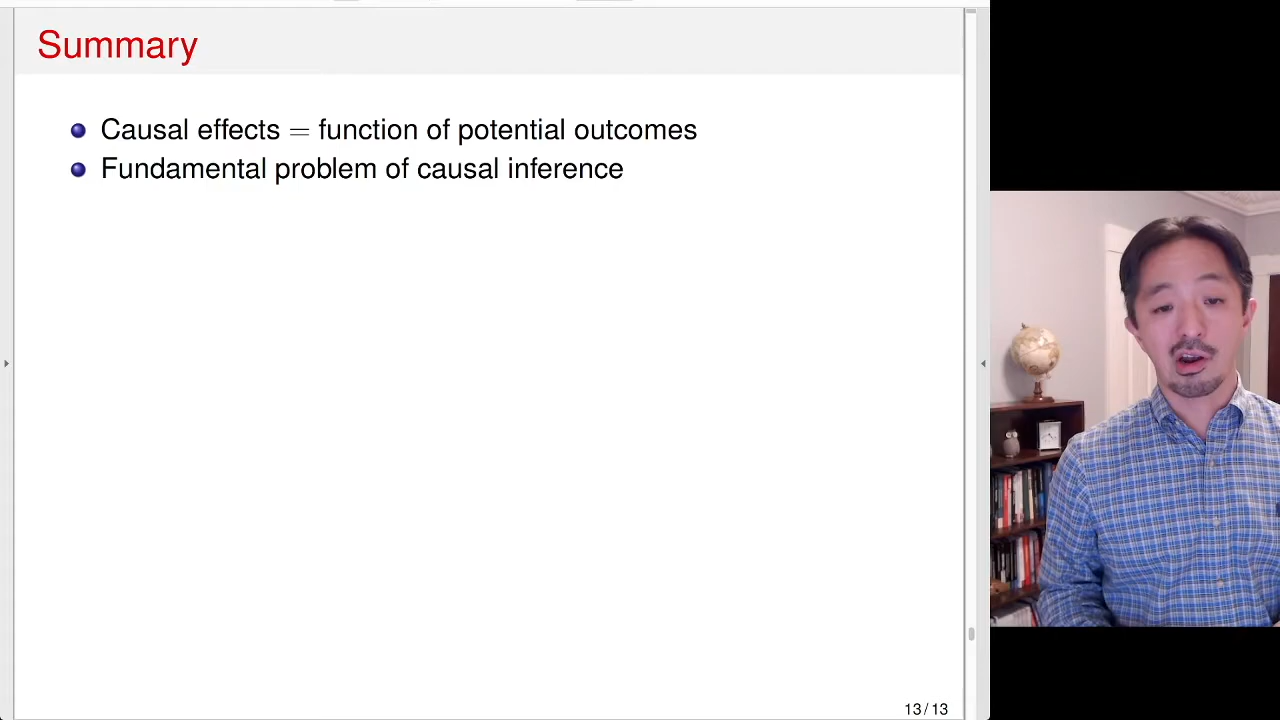 Summary
Causal effects = function of potential outcomes
Fundamental problem of causal inference
13 / 13